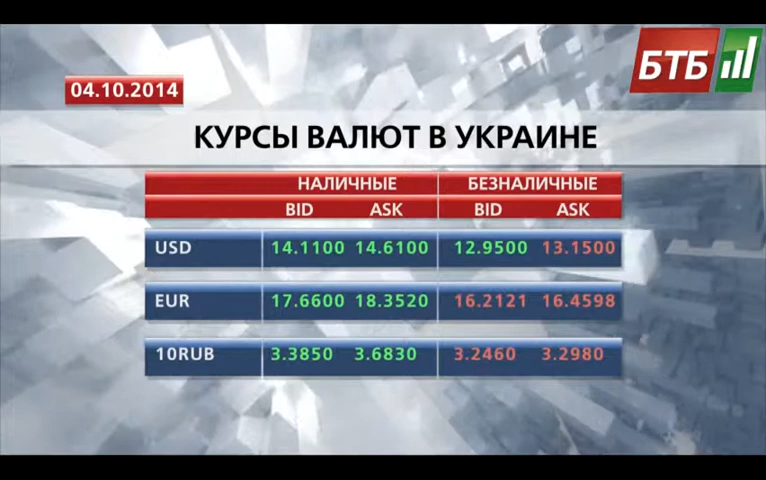 БТБ
04.10.2014
КУРСЫ ВАЛЮТ В УКРАИНЕ
НАЛИЧНЫЕ БЕЗНАЛИЧНЫЕ
BID ASK BID ASK
USD 14.1100 14.6100 12.9500 13.1500
EUR 17.6600 18.3520 16.2121 16.4598
10RUB 3.3850 3.6830 3.2460 3.2980